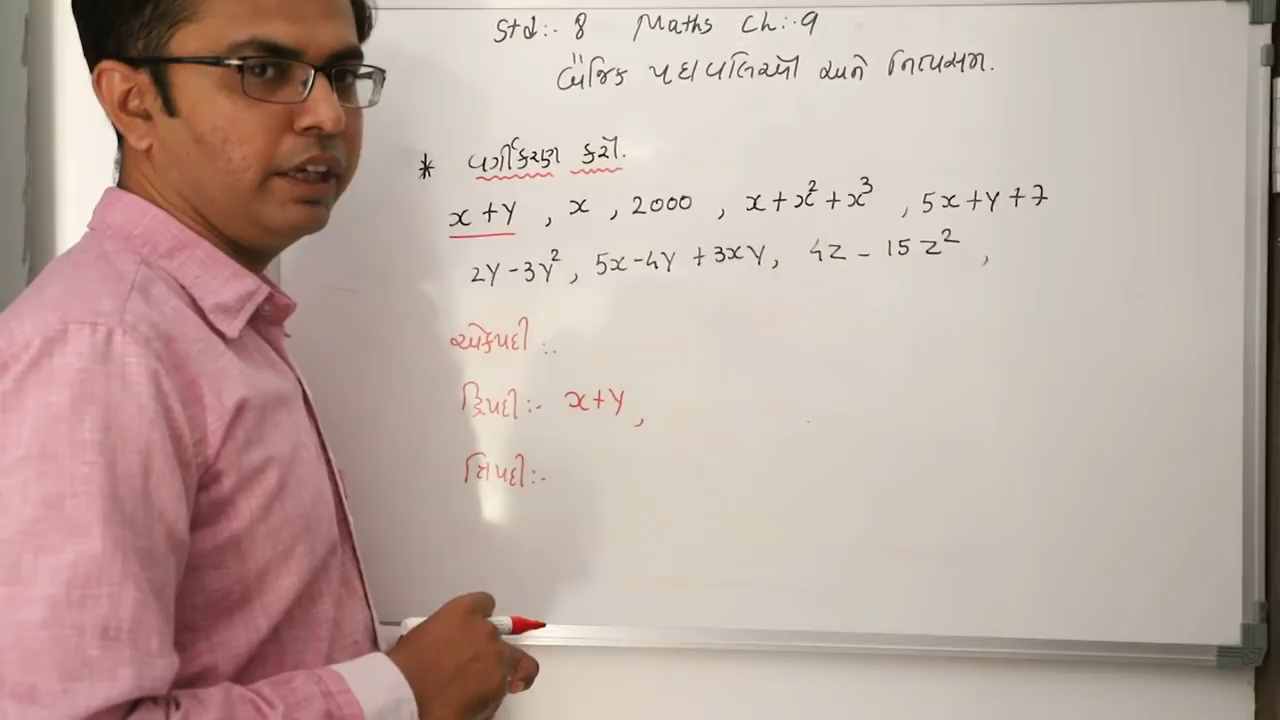 Std:- 8 Maths Ch:- 9
બૈજિક પદાવલિઓ અને નિત્યસમ.
* વર્ગીકરણ કરો.
x + y , x , 2000 , x + x² + x³ , 5x + y + 7
2y - 3y² , 5x - 4y + 3xy , 4z - 15z² ,
એકપદી :.
દ્વિપદી :- x + y ,
ત્રિપદી :-